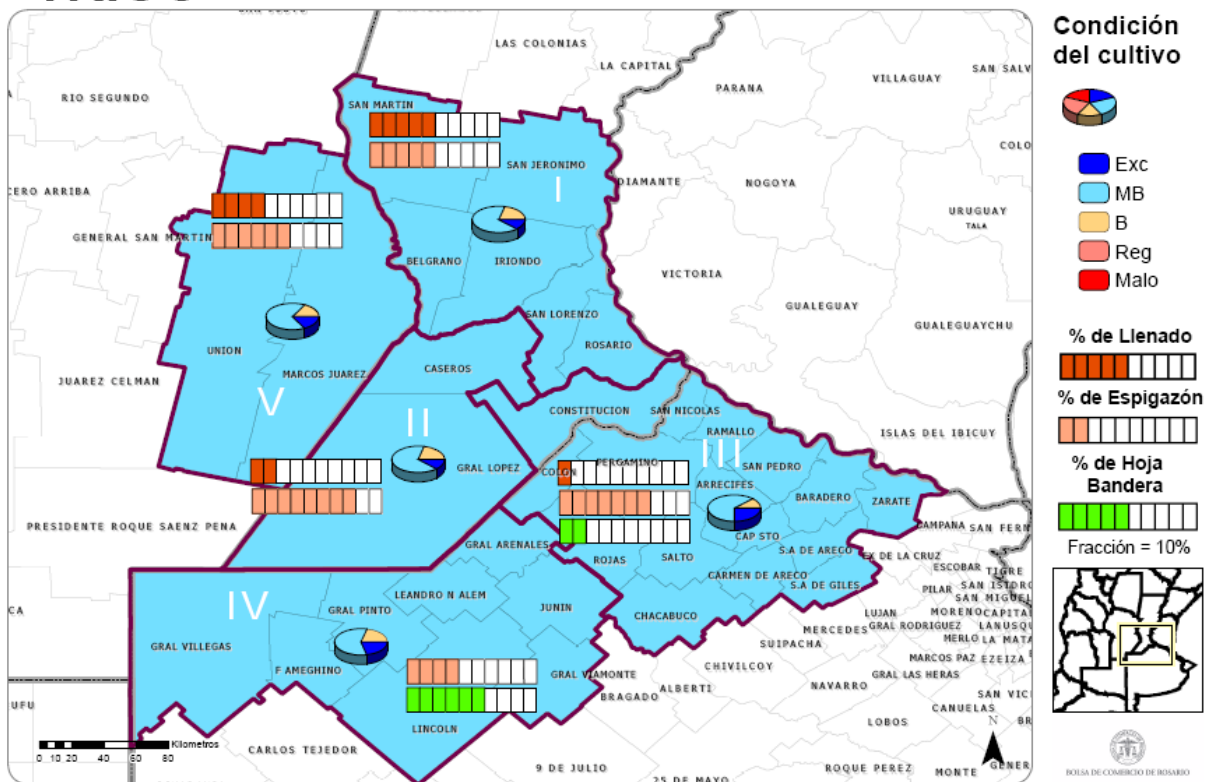 SAN JUSTO
LAS COLONIAS
LA CAPITAL
VILLAGUAY
SAN SALV
RIO SEGUNDO
PARANA
SAN MARTIN
COLO
SAN JERONIMO
DIAMANTE
NOGOYA
CERO ARRIBA
I
URUGUAY
TALA
GENERAL SAN MARTIN
BELGRANO
IRIONDO
VICTORIA
GUALEGUAY
SAN LORENZO
GUALEGUAYCHU
UNION
ROSARIO
MARCOS JUAREZ
CASEROS
JUAREZ CELMAN
V
II
CONSTITUCION
SAN NICOLAS
RAMALLO
ISLAS DEL IBICUY
III
GRAL LOPEZ
COLON
PERGAMINO
SAN PEDRO
ARRECIFES
BARADERO
ZARATE
PRESIDENTE ROQUE SAENZ PENA
CAMPANA
SAN FERN
CAP STO
GRAL ARENALES
ROJAS
SALTO
S.A DE ARECO
EX DE LA CRUZ
ESCOBAR
TIGRE
CARMEN DE ARECO
S.A DE GILES
PILAR
SAN ISIDRO
SAN MIGUEL
IV
LEANDRO N ALEM
JUNIN
GRAL PINTO
CHACABUCO
LUJAN
MORENO
CAPITAL
CA
MERCEDES
GRAL RODRIGUEZ
LANUSQU
SUIPACHA
MERLO
LA MATA
GRAL VILLEGAS
F AMEGHINO
GRAL VIAMONTE
CHIVILCOY
MARCOS PAZ
EZEIZA
BRAGADO
ALBERTI
NAVARRO
GRAL LAS HERAS
SAN VIC
UFU
CANUELAS
LINCOLN
LOBOS
N
BR
Kilometros
0 10 20 40 60 80
CARLOS TEJEDOR
9 DE JULIO
ROQUE PEREZ
MONTE
GENER
25 DE MAYO
Condición
del cultivo
Exc
MB
B
Reg
Malo
% de Llenado
% de Espigazón
% de Hoja
Bandera
Fracción = 10%
BOLSA DE COMERCIO DE ROSARIO